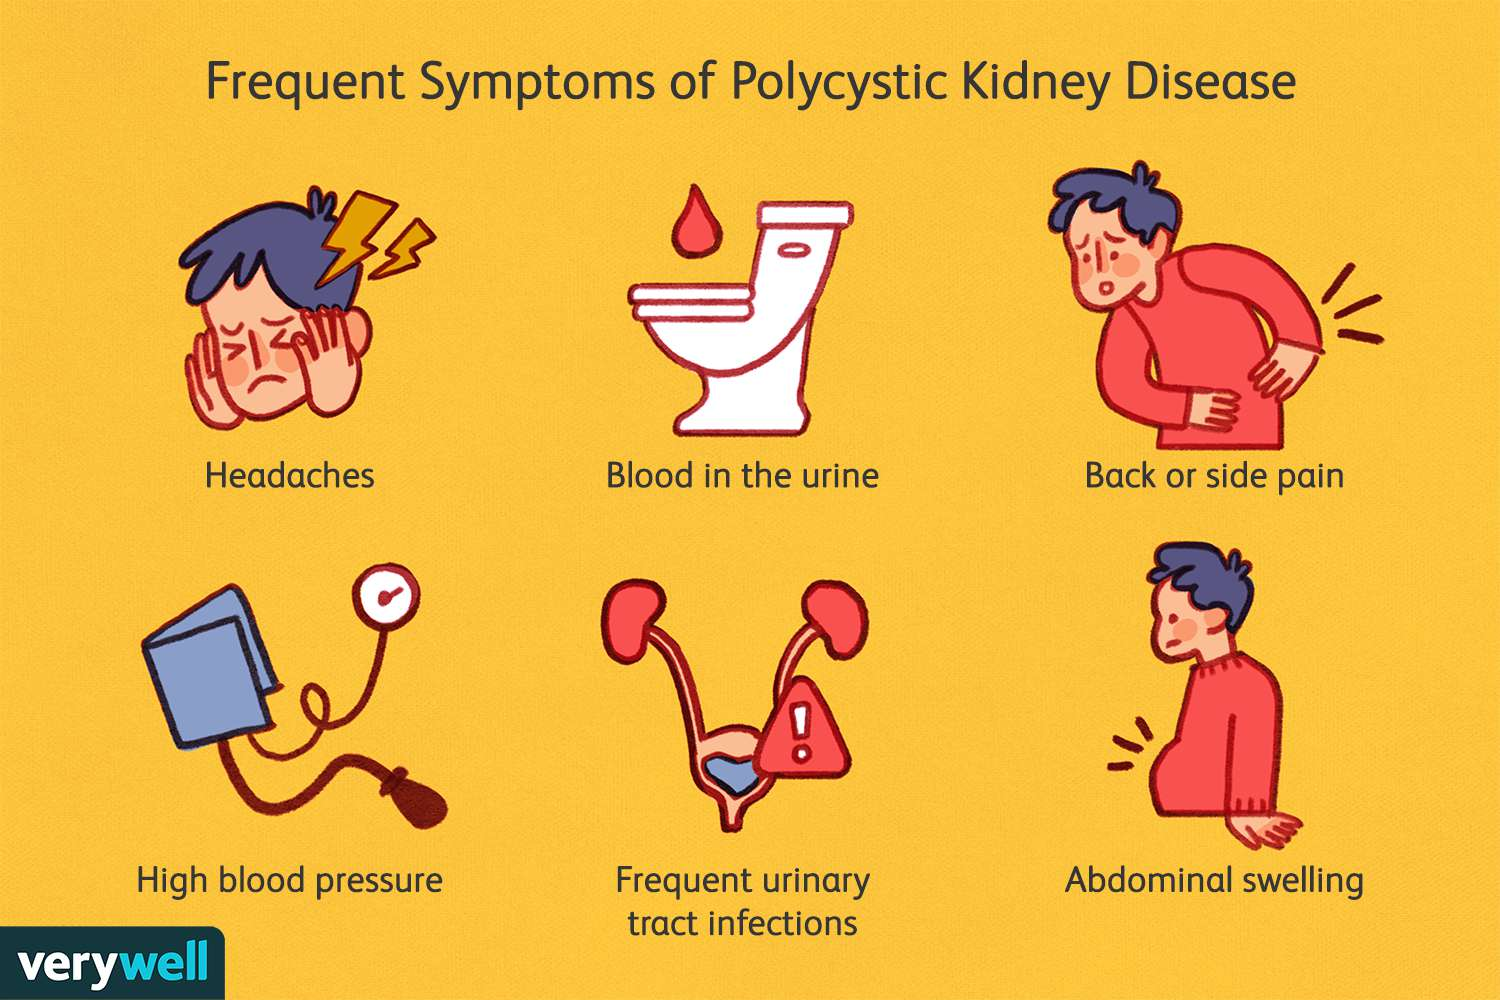 Frequent Symptoms of Polycystic Kidney Disease
Headaches
Blood in the urine
Back or side pain
High blood pressure
Frequent urinary
tract infections
Abdominal swelling
verywell